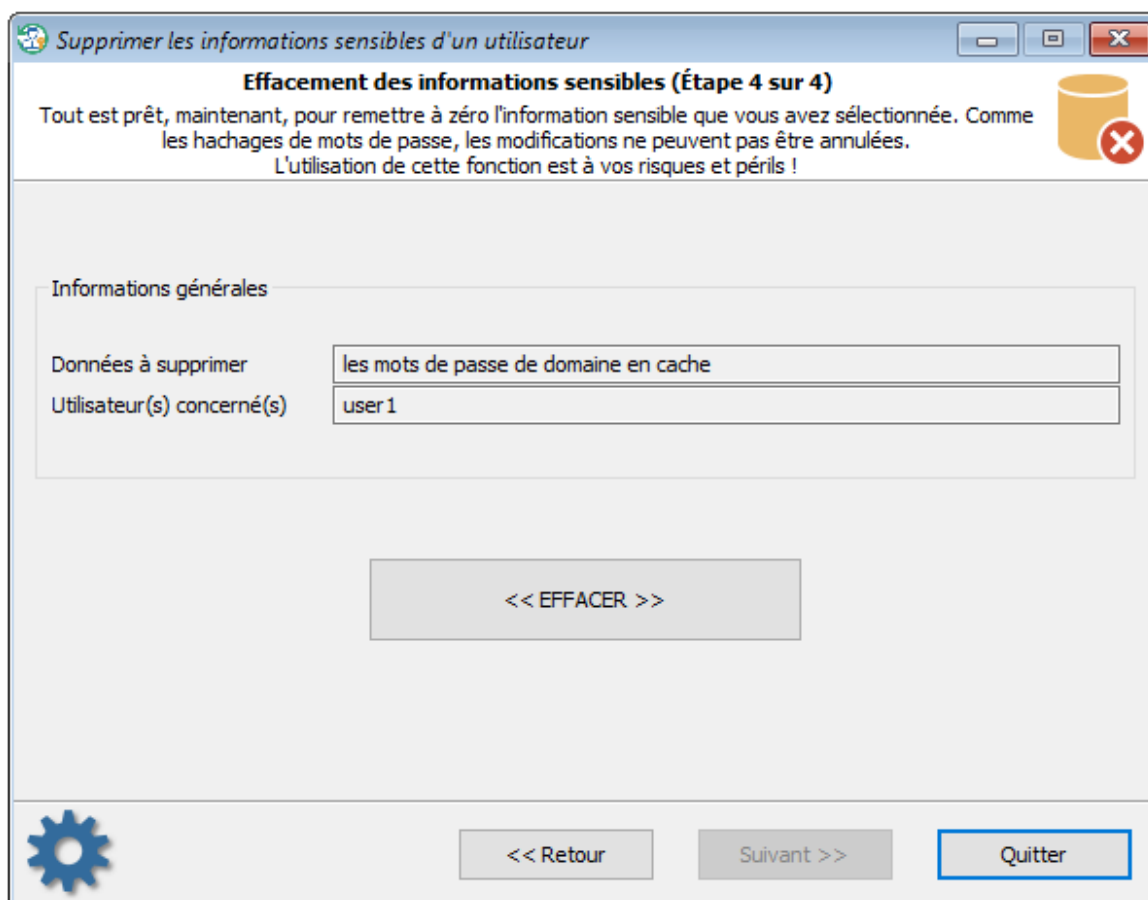 Supprimer les informations sensibles d'un utilisateur
Effacement des informations sensibles (Étape 4 sur 4)
Tout est prêt, maintenant, pour remettre à zéro l'information sensible que vous avez sélectionnée. Comme
les hachages de mots de passe, les modifications ne peuvent pas être annulées.
L'utilisation de cette fonction est à vos risques et périls !
Informations générales
Données à supprimer les mots de passe de domaine en cache
Utilisateur(s) concerné(s) user1
<< EFFACER >>
<< Retour Suivant >> Quitter